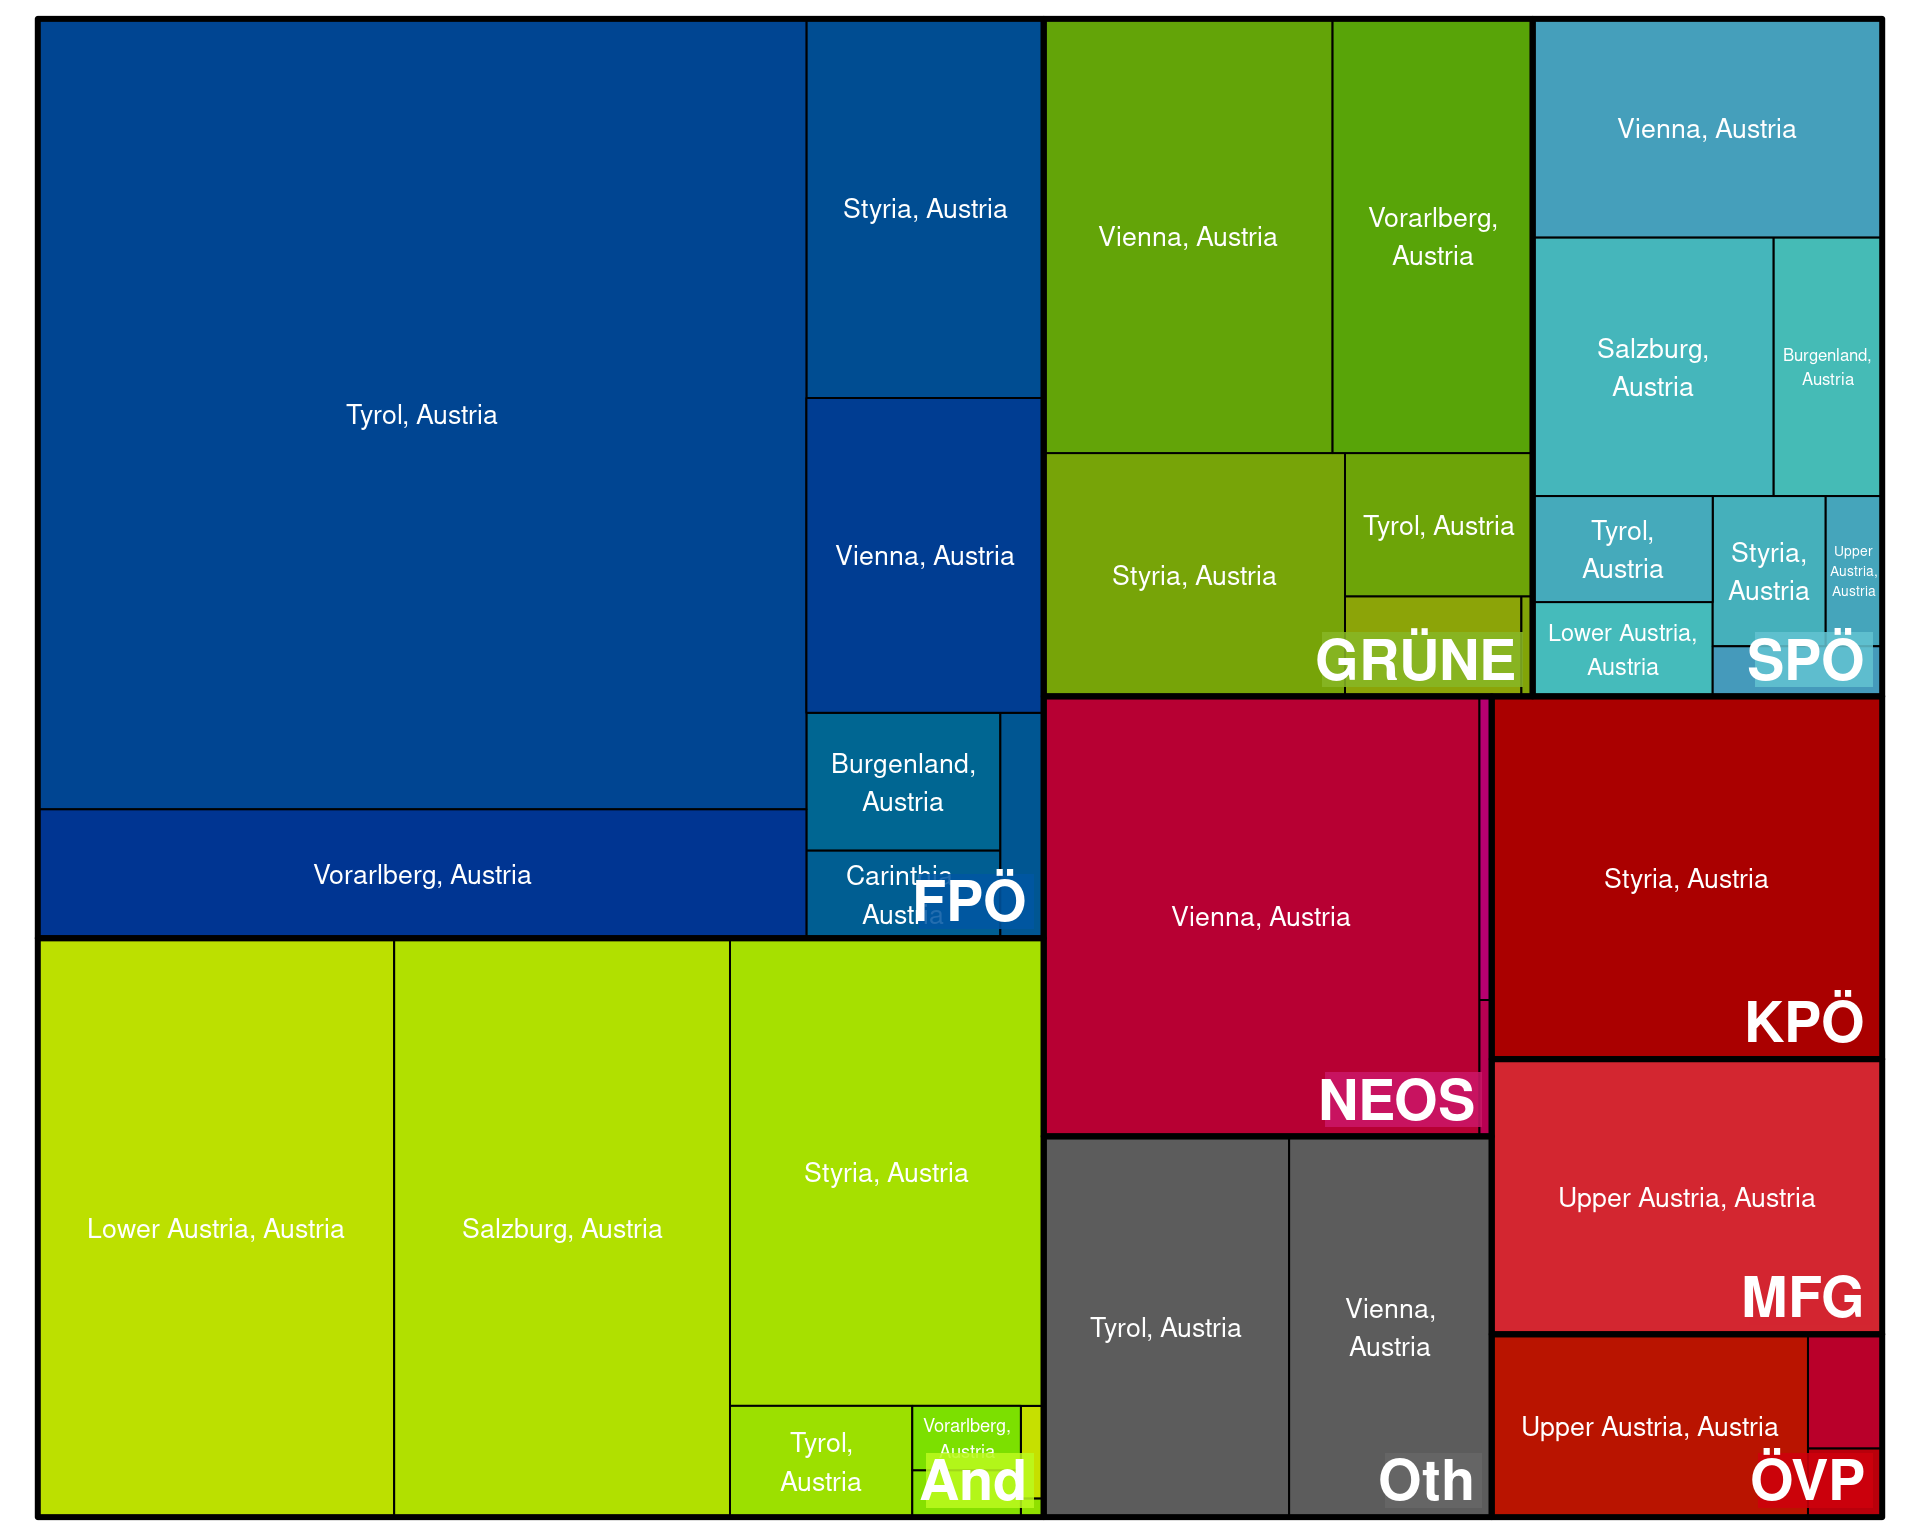 Tyrol, Austria
Styria, Austria
Vienna, Austria
Burgenland,
Austria
Carinthia,
Austria
Vorarlberg, Austria
FPÖ
Vienna, Austria
Vorarlberg,
Austria
Styria, Austria
Tyrol, Austria
GRÜNE
Vienna, Austria
Salzburg,
Austria
Burgenland,
Austria
Tyrol,
Austria
Styria,
Austria
Upper
Austria,
Austria
Lower Austria,
Austria
SPÖ
Lower Austria, Austria
Salzburg, Austria
Styria, Austria
Tyrol,
Austria
Vorarlberg,
Austria
And
Vienna, Austria
NEOS
Styria, Austria
KPÖ
Upper Austria, Austria
MFG
Tyrol, Austria
Vienna,
Austria
Oth
Upper Austria, Austria
ÖVP